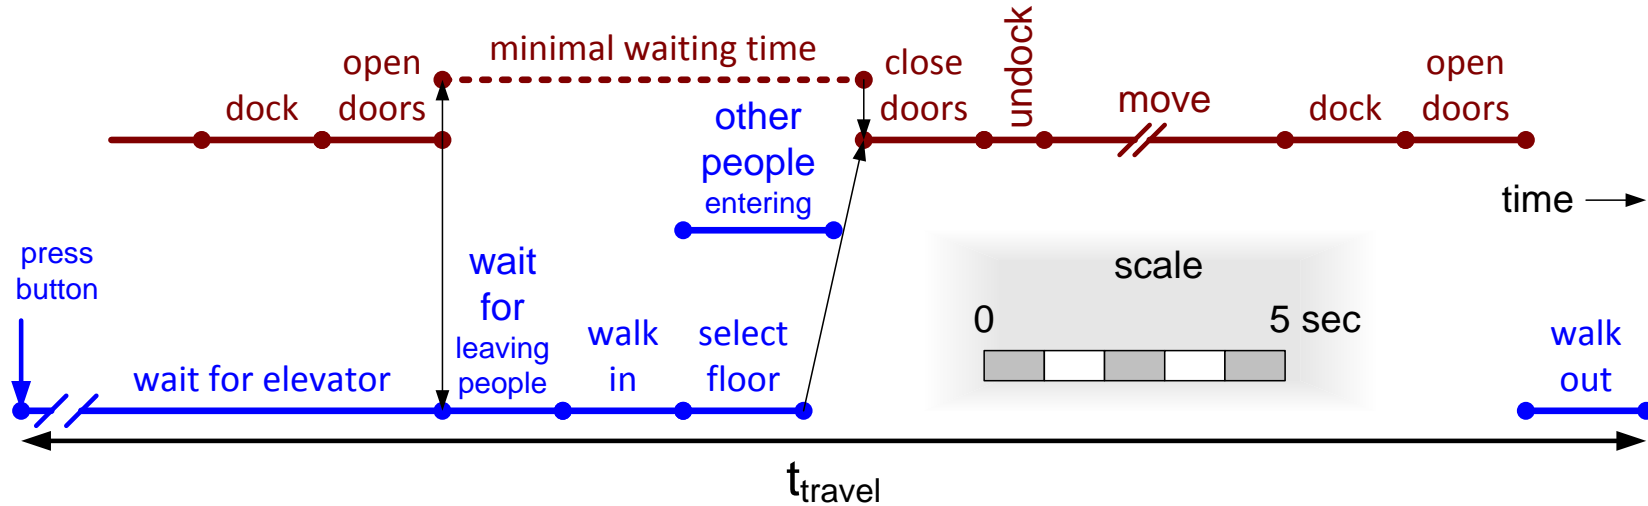 open
doors
dock
minimal waiting time
close
doors
undock
move
dock
open
doors
other
people
entering
time
press
button
wait for elevator
wait
for
leaving
people
walk
in
select
floor
scale
0
5 sec
walk
out
ttravel